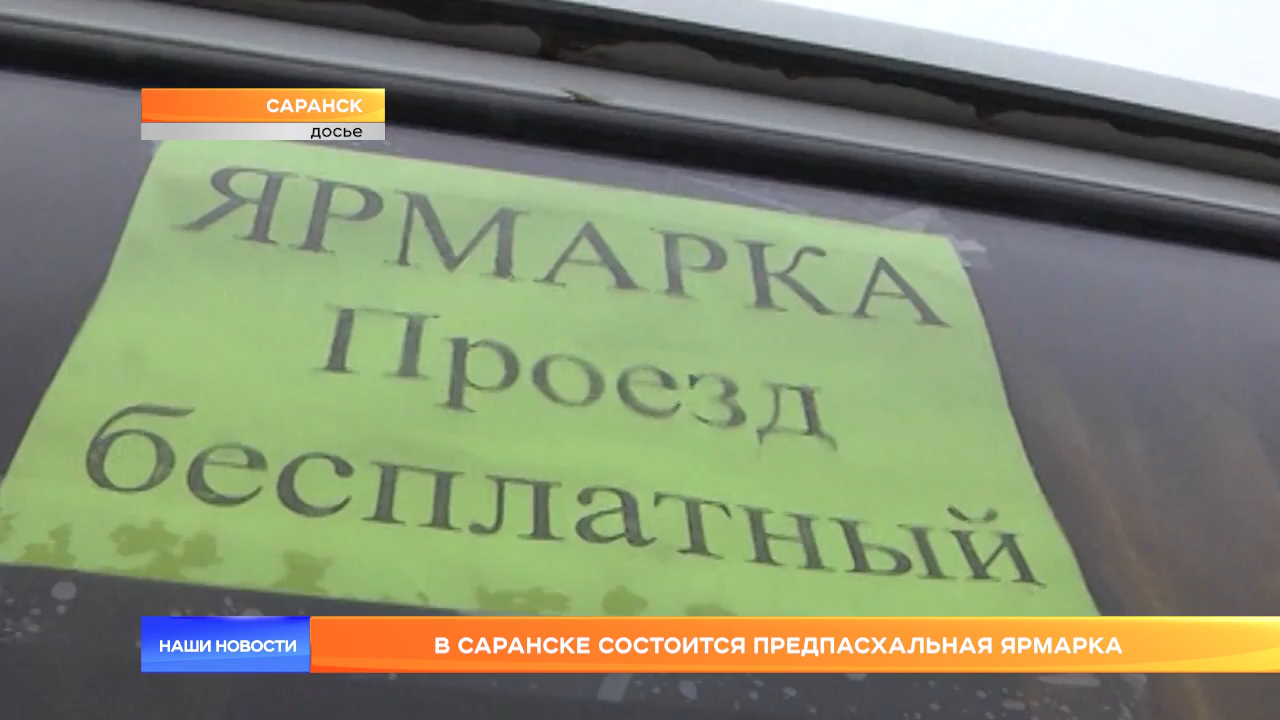 САРАНСК
досье
ЯРМАРКА
Проезд
бесплатный
НАШИ НОВОСТИ
В САРАНСКЕ СОСТОИТСЯ ПРЕДПАСХАЛЬНАЯ ЯРМАРКА